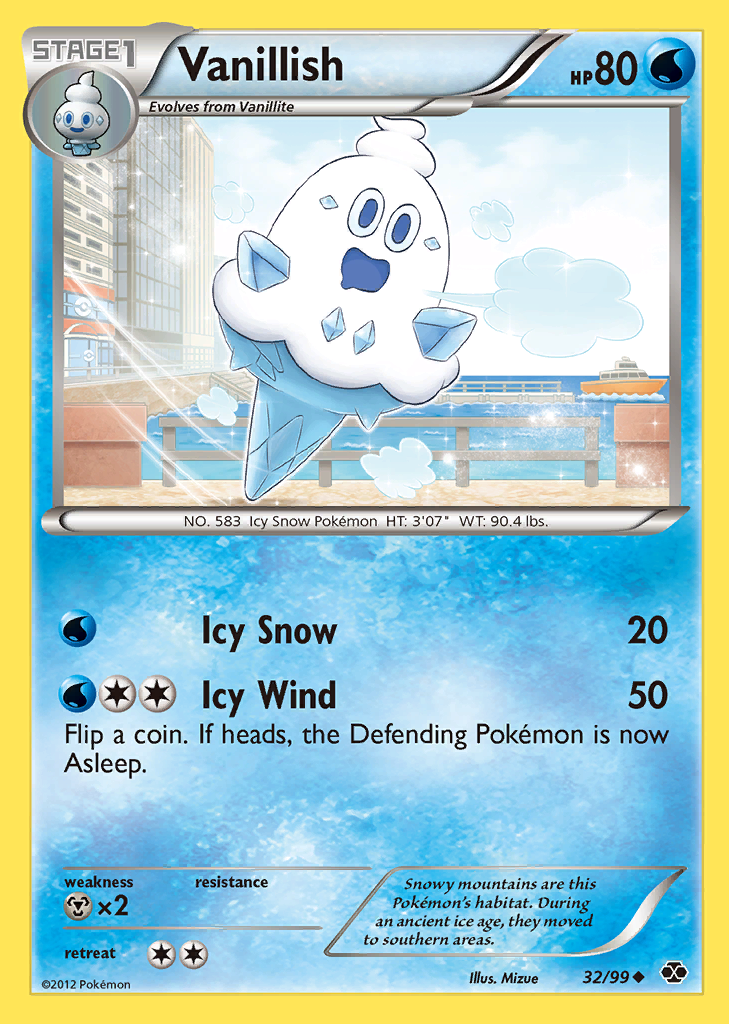 STAGE1
Vanillish
HP80
Evolves from Vanillite
NO. 583 Icy Snow Pokémon HT: 3'07" WT: 90.4 lbs.
Icy Snow 20
Icy Wind 50
Flip a coin. If heads, the Defending Pokémon is now
Asleep.
weakness resistance
×2
retreat
Snowy mountains are this
Pokémon's habitat. During
an ancient ice age, they moved
to southern areas.
©2012 Pokémon
Illus. Mizue 32/99